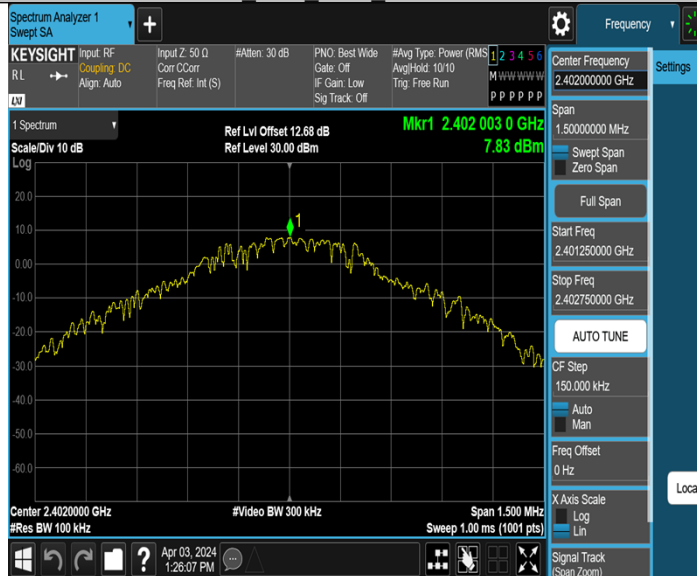 Spectrum Analyzer 1
Swept SA
+
Frequency
KEYSIGHT
RL
LXI
Input: RF
Coupling: DC
Align: Auto
Input Z: 50 Ω
Corr CCorr
Freq Ref: Int (S)
#Atten: 30 dB
PNO: Best Wide
Gate: Off
IF Gain: Low
Sig Track: Off
#Avg Type: Power (RMS
Avg|Hold: 10/10
Trig: Free Run
1 2 3 4 5 6
M W W W W W
P P P P P P
1 Spectrum
Scale/Div 10 dB
Log
Ref Lvl Offset 12.68 dB
Ref Level 30.00 dBm
Mkr1 2.402 003 0 GHz
7.83 dBm
20.0
10.0
0.00
-10.0
-20.0
-30.0
-40.0
-50.0
-60.0
1
Center 2.4020000 GHz
#Res BW 100 kHz
#Video BW 300 kHz
Span 1.500 MHz
Sweep 1.00 ms (1001 pts)
?
Apr 03, 2024
1:26:07 PM
Center Frequency
2.402000000 GHz
Span
1.50000000 MHz
Swept Span
Zero Span
Full Span
Start Freq
2.401250000 GHz
Stop Freq
2.402750000 GHz
AUTO TUNE
CF Step
150.000 kHz
Auto
Man
Freq Offset
0 Hz
X Axis Scale
Log
Lin
Signal Track
(Span Zoom)
Settings
Loca